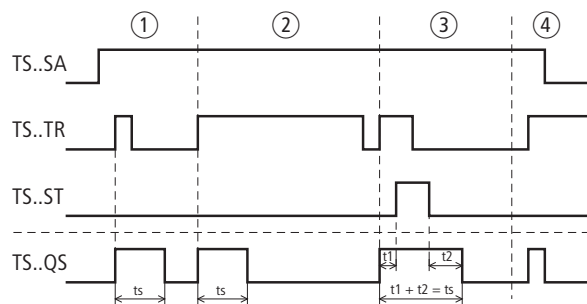 ① ② ③ ④
TS..SA
TS..TR
TS..ST
TS..QS
t1 t2
ts ts t1 + t2 = ts